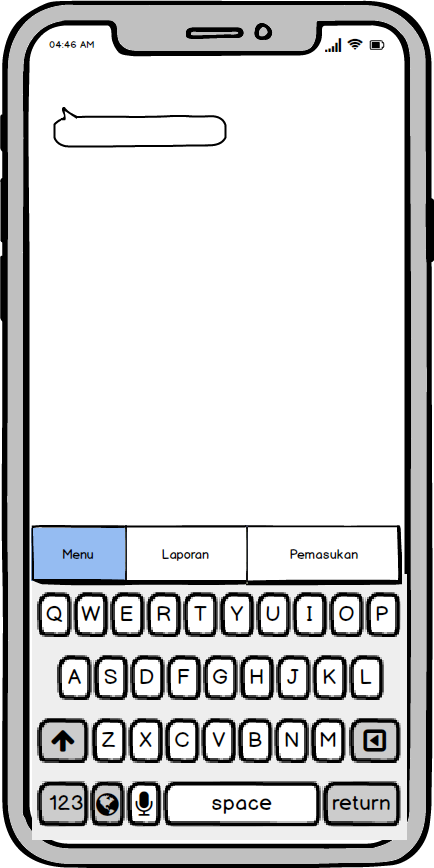 04:46 AM
Menu Laporan Pemasukan
Q W E R T Y U I O P
A S D F G H J K L
Z X C V B N M
123 space return